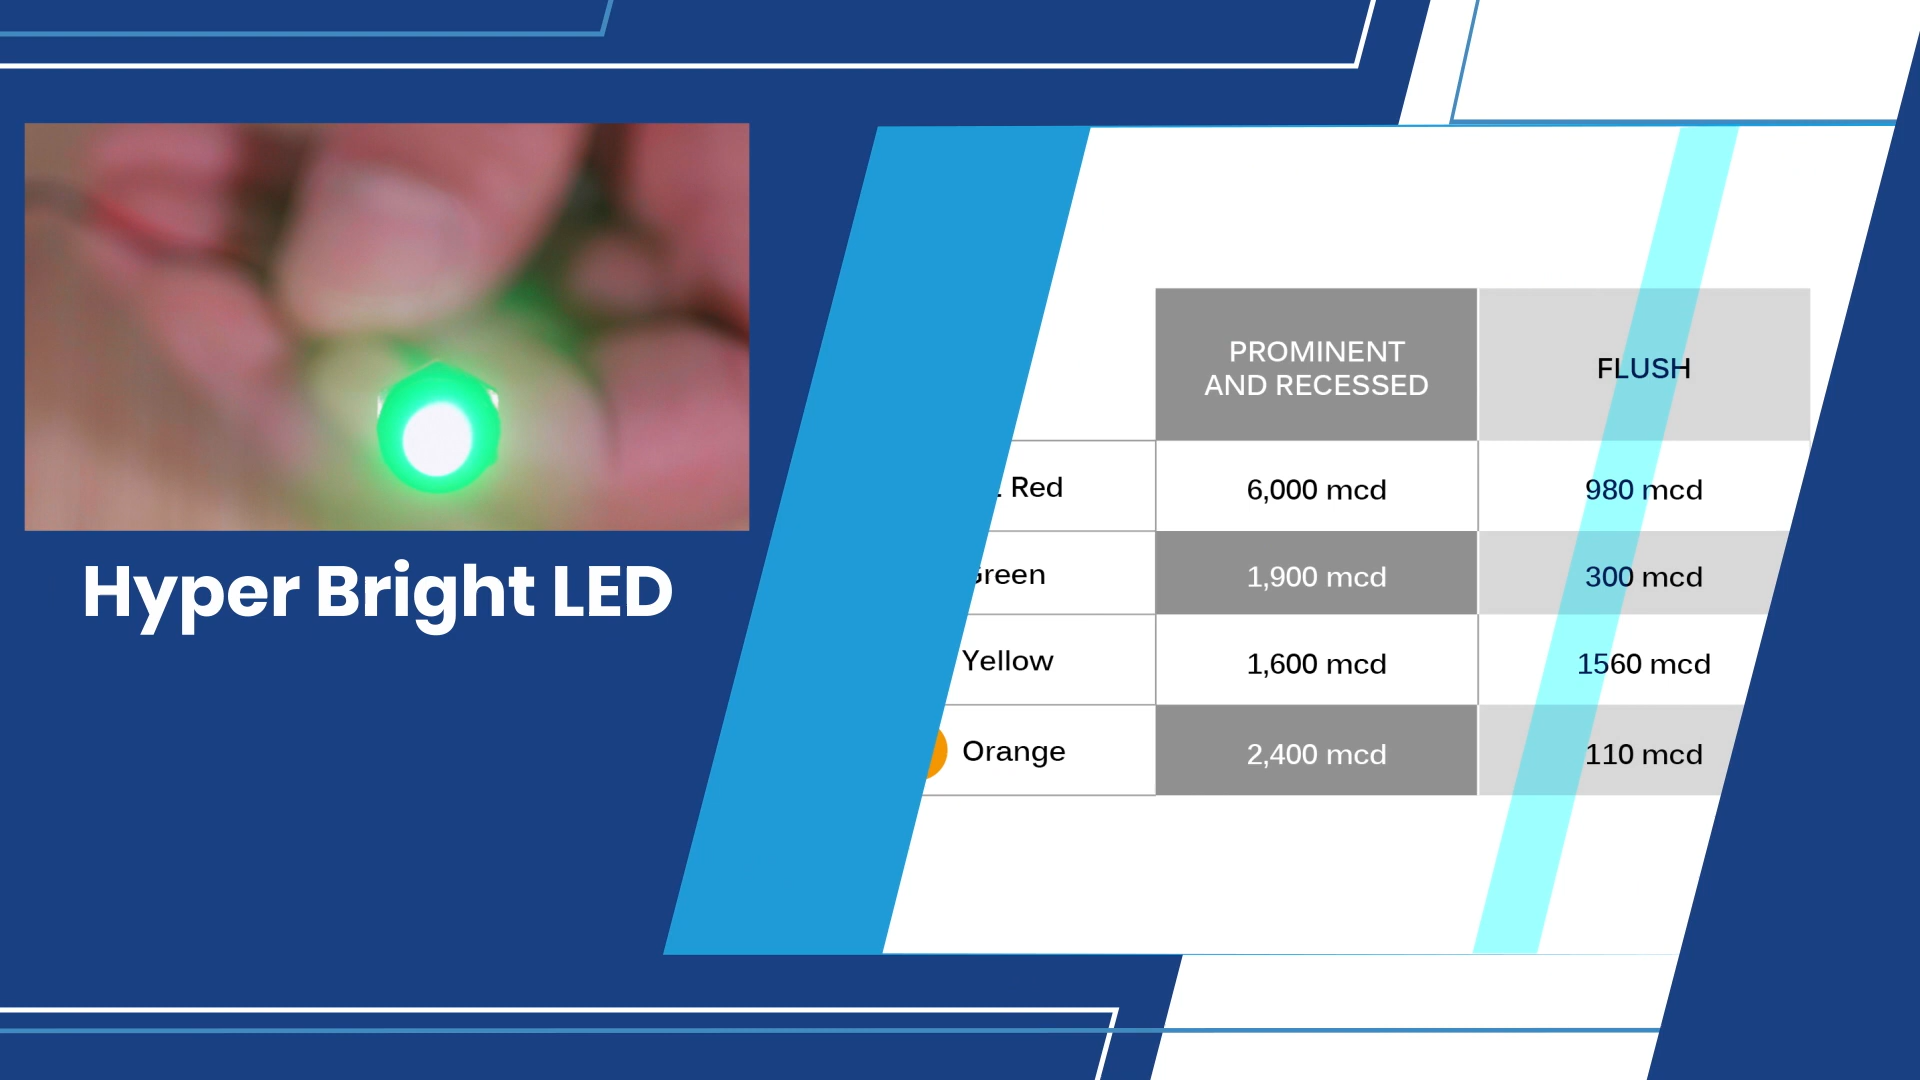 Hyper Bright LED
PROMINENT
AND RECESSED
FLUSH
Red 6,000 mcd 980 mcd
Green 1,900 mcd 300 mcd
Yellow 1,600 mcd 1560 mcd
Orange 2,400 mcd 110 mcd